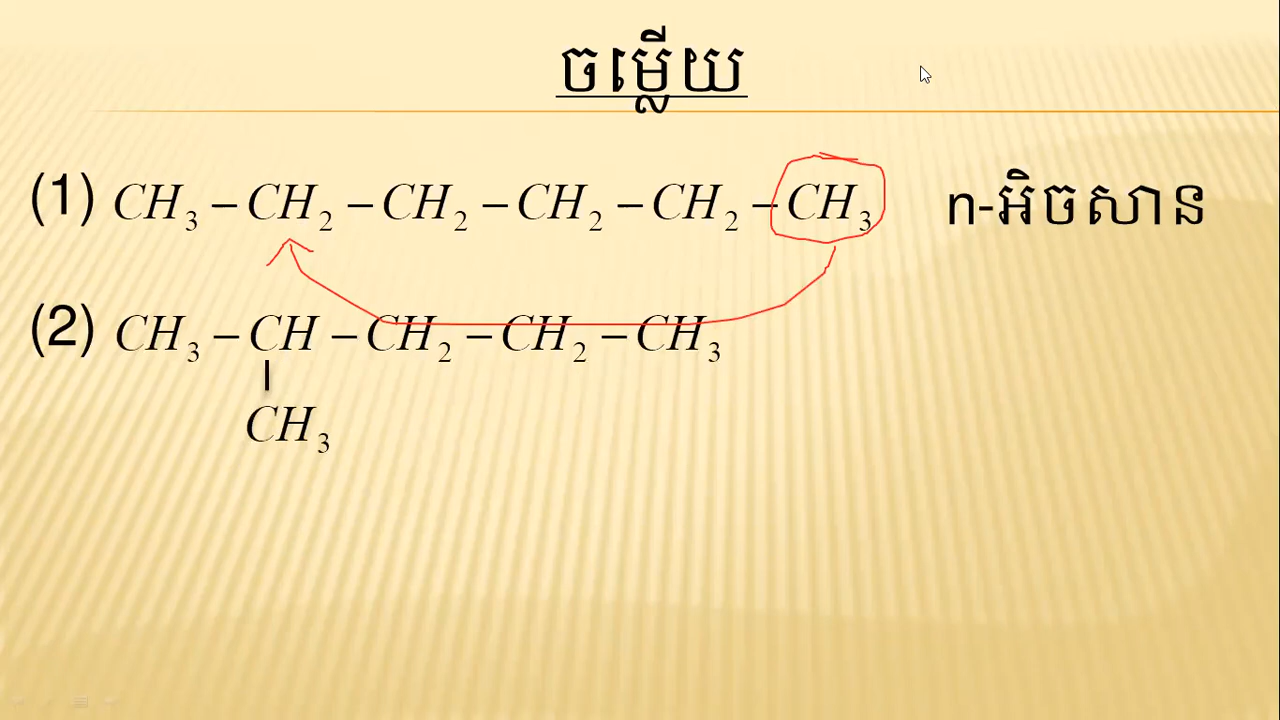 ចម្លើយ
(1) CH₃ – CH₂ – CH₂ – CH₂ – CH₂ – CH₃ n-អិចសាន
(2) CH₃ – CH – CH₂ – CH₂ – CH₃
CH₃